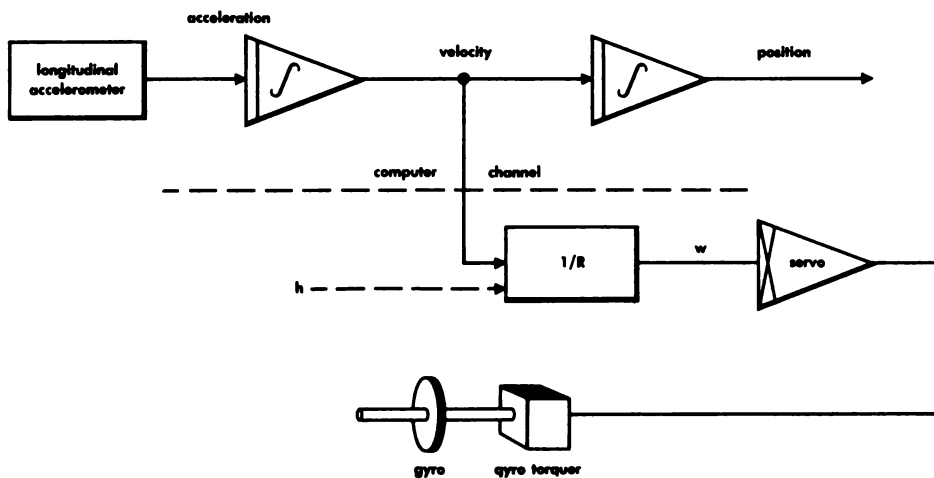 acceleration
longitudinal
accelerometer
∫
velocity
∫
position
computer channel
1/R
w
servo
h
gyro
gyro torquer